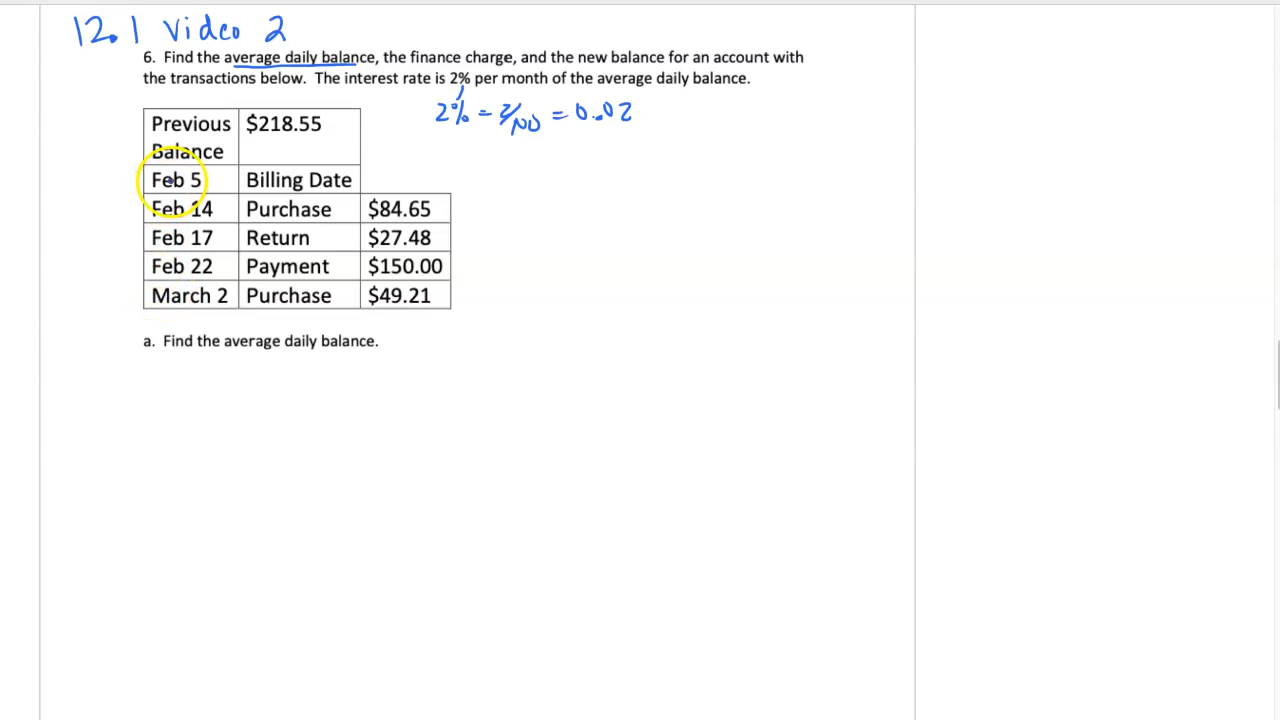 12.1 Video 2
6. Find the average daily balance, the finance charge, and the new balance for an account with
the transactions below. The interest rate is 2% per month of the average daily balance.
2% = 2/100 = 0.02
Previous Balance $218.55
Feb 5 Billing Date
Feb 14 Purchase $84.65
Feb 17 Return $27.48
Feb 22 Payment $150.00
March 2 Purchase $49.21
a. Find the average daily balance.